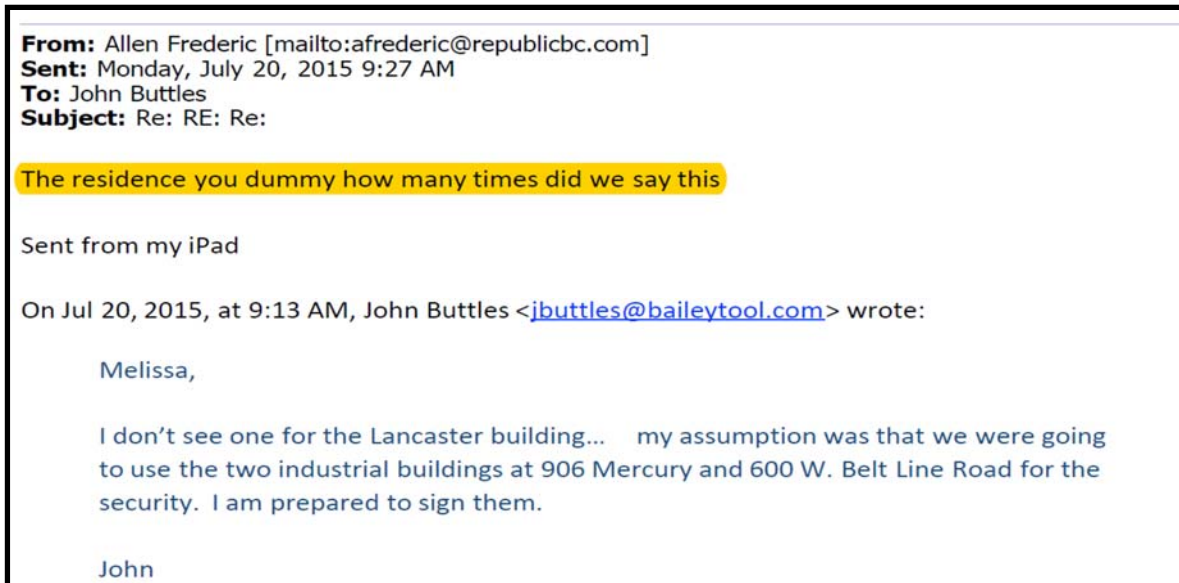 From: Allen Frederic [mailto:afrederic@republicbc.com]
Sent: Monday, July 20, 2015 9:27 AM
To: John Buttles
Subject: Re: RE: Re:
The residence you dummy how many times did we say this
Sent from my iPad
On Jul 20, 2015, at 9:13 AM, John Buttles <jbuttles@baileytool.com> wrote:
Melissa,
I don’t see one for the Lancaster building... my assumption was that we were going
to use the two industrial buildings at 906 Mercury and 600 W. Belt Line Road for the
security. I am prepared to sign them.
John